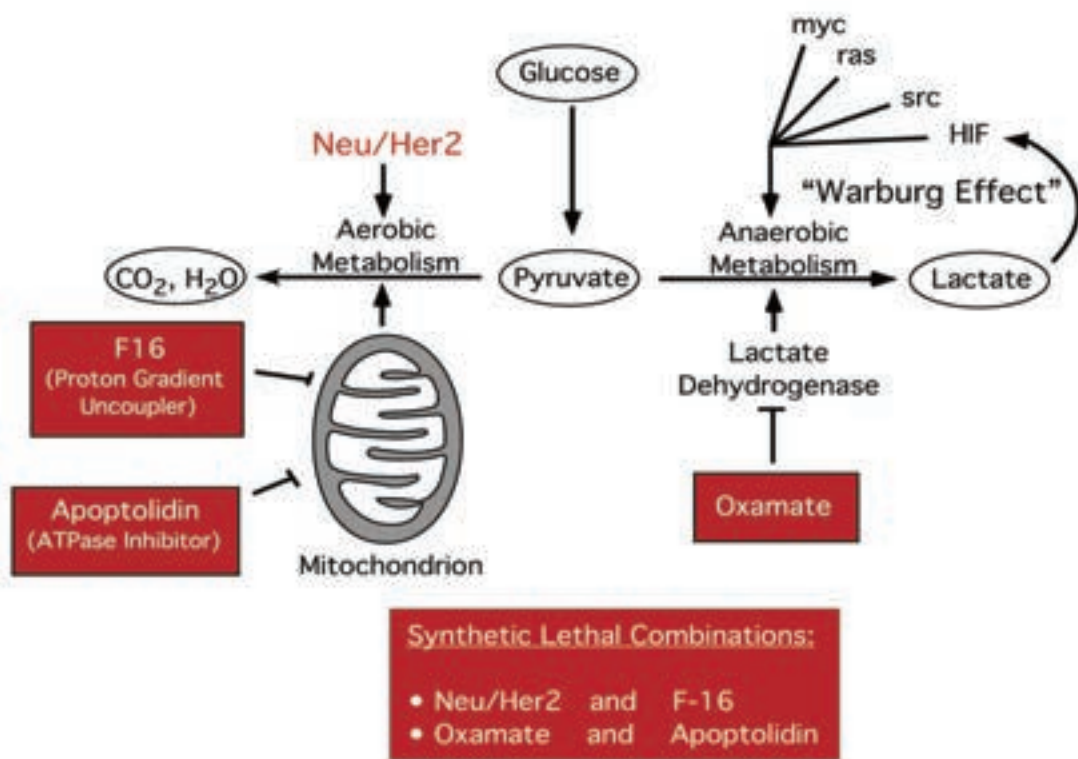 myc
ras
src
HIF
Glucose
Neu/Her2
"Warburg Effect"
Aerobic
Metabolism
Anaerobic
Metabolism
CO2, H2O
Pyruvate
Lactate
F16
(Proton Gradient
Uncoupler)
Lactate
Dehydrogenase
Apoptolidin
(ATPase Inhibitor)
Oxamate
Mitochondrion
Synthetic Lethal Combinations:
• Neu/Her2 and F-16
• Oxamate and Apoptolidin